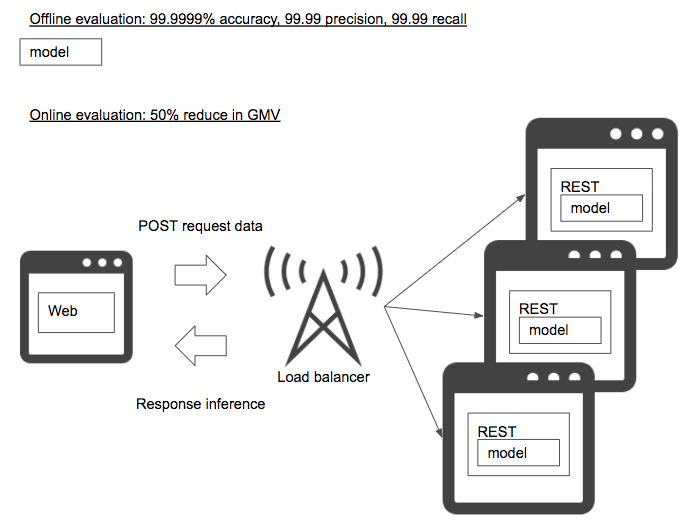 Offline evaluation: 99.9999% accuracy, 99.99 precision, 99.99 recall
model
Online evaluation: 50% reduce in GMV
REST
model
POST request data
Web
REST
model
Load balancer
Response inference
REST
model